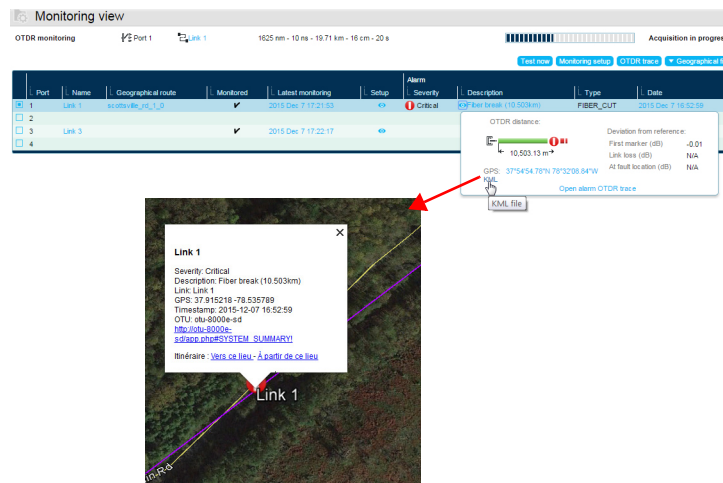 Monitoring view
OTDR monitoring Port 1 Link 1 1625 nm - 10 ns - 19.71 km - 16 cm - 20 s Acquisition in progres
Test now Monitoring setup OTDR trace Geographical fi
Alarm
Port Name Geographical route Monitored Latest monitoring Setup Severity Description Type Date
1 Link 1 scottsville_rd_1_0 2015 Dec 7 17:21:53 Critical Fiber break (10.503km) FIBER_CUT 2015 Dec 7 16:52:59
2
3 Link 3 2015 Dec 7 17:22:17
4
OTDR distance:
Deviation from reference:
First marker (dB) -0.01
10,503.13 m
Link loss (dB) N/A
At fault location (dB) N/A
GPS: 37°54'54.78"N 78°32'08.84"W
KML
Open alarm OTDR trace
KML file
Link 1
Severity: Critical
Description: Fiber break (10.503km)
Link: Link 1
GPS: 37.915218 -78.535789
Timestamp: 2015-12-07 16:52:59
OTU: otu-8000e-sd
http://otu-8000e-
sd/app.php#SYSTEM_SUMMARY!
Itinéraire : Vers ce lieu - À partir de ce lieu
Link 1
un-Rd